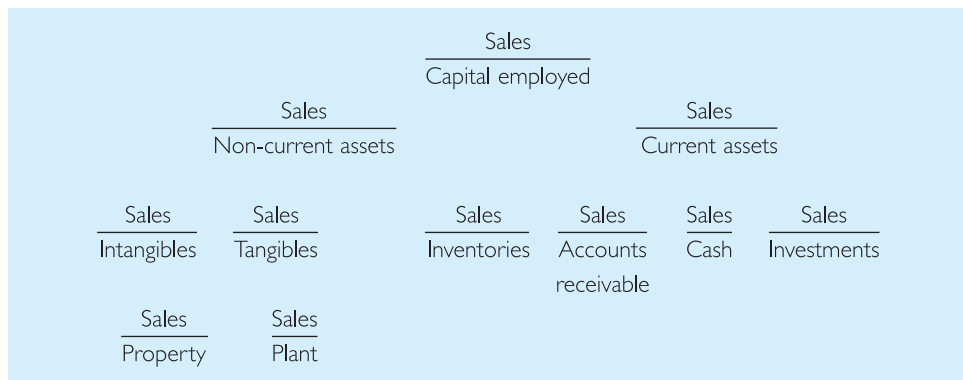 Sales
Capital employed
Sales Sales
Non-current assets Current assets
Sales Sales Sales Sales Sales Sales
Intangibles Tangibles Inventories Accounts Cash Investments
receivable
Sales Sales
Property Plant